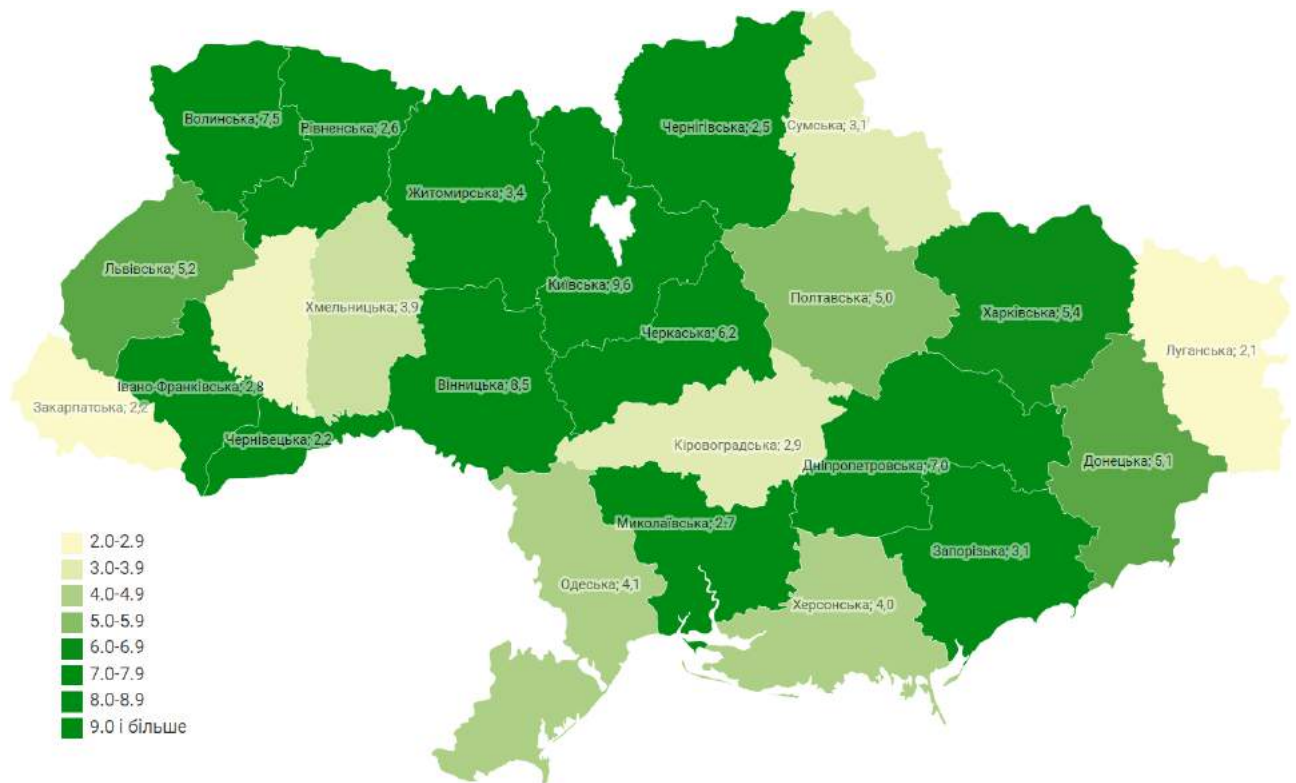 Волинська; 7,5
Рівненська; 2,6
Чернігівська; 2,5
Сумська; 3,1
Житомирська; 3,4
Львівська; 5,2
Хмельницька; 3,9
Київська; 9,6
Полтавська; 5,0
Харківська; 5,4
Черкаська; 6,2
Луганська; 2,1
Івано-Франківська; 2,8
Вінницька; 8,5
Закарпатська; 2,2
Чернівецька; 2,2
Кіровоградська; 2,9
Дніпропетровська; 7,0
Донецька; 5,1
Миколаївська; 2,7
Запорізька; 3,1
Одеська; 4,1
Херсонська; 4,0
2.0-2.9
3.0-3.9
4.0-4.9
5.0-5.9
6.0-6.9
7.0-7.9
8.0-8.9
9.0 і більше